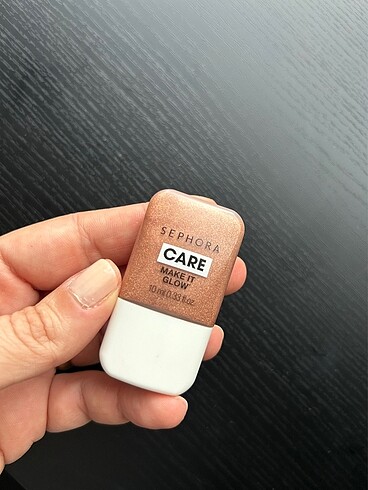 SEPHORA
CARE
MAKE IT
GLOW
10 ml 0.33 fl.oz